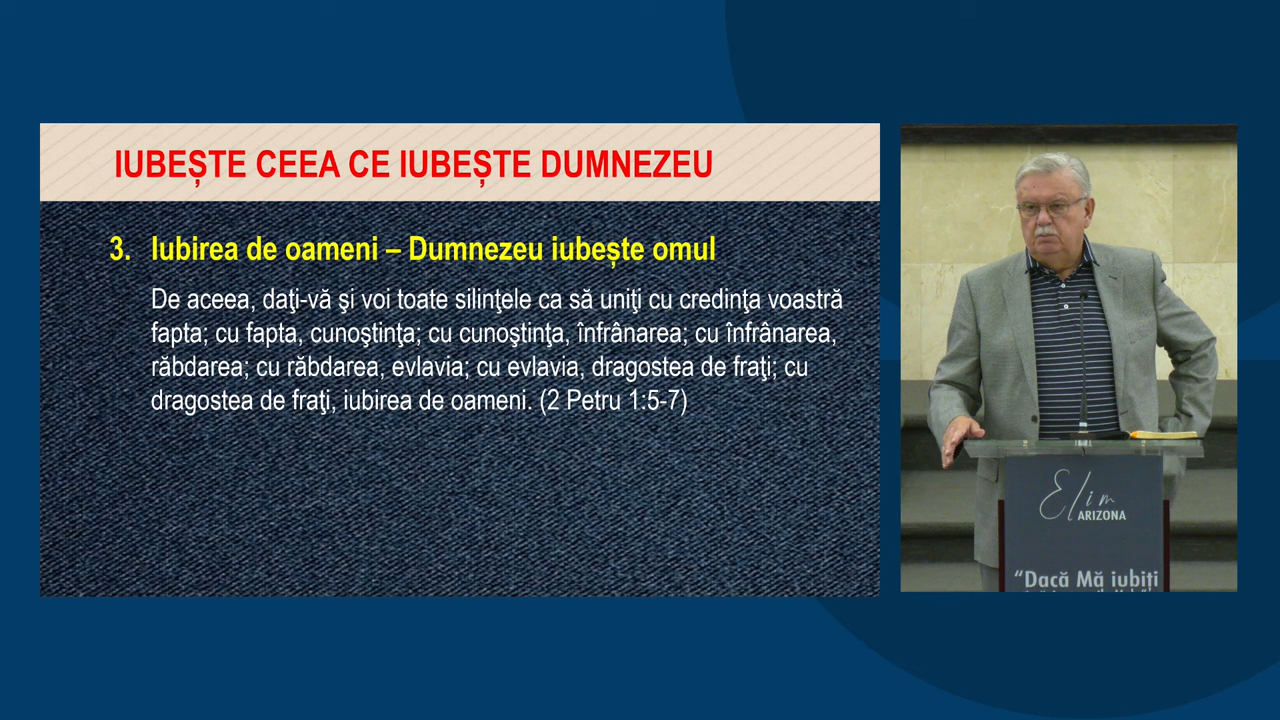 IUBEȘTE CEEA CE IUBEȘTE DUMNEZEU
3. Iubirea de oameni – Dumnezeu iubește omul
De aceea, daţi-vă şi voi toate silinţele ca să uniţi cu credinţa voastră
fapta; cu fapta, cunoştinţa; cu cunoştinţa, înfrânarea; cu înfrânarea,
răbdarea; cu răbdarea, evlavia; cu evlavia, dragostea de fraţi; cu
dragostea de fraţi, iubirea de oameni. (2 Petru 1:5-7)
Elim
ARIZONA
“Dacă Mă iubiți